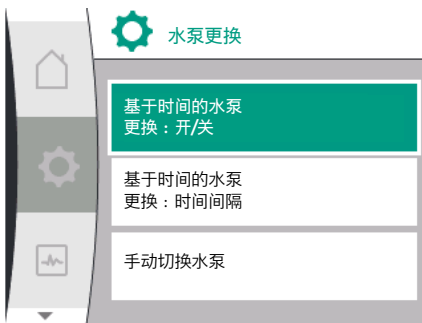 水泵更换
基于时间的水泵
更换：开/关
基于时间的水泵
更换：时间间隔
手动切换水泵